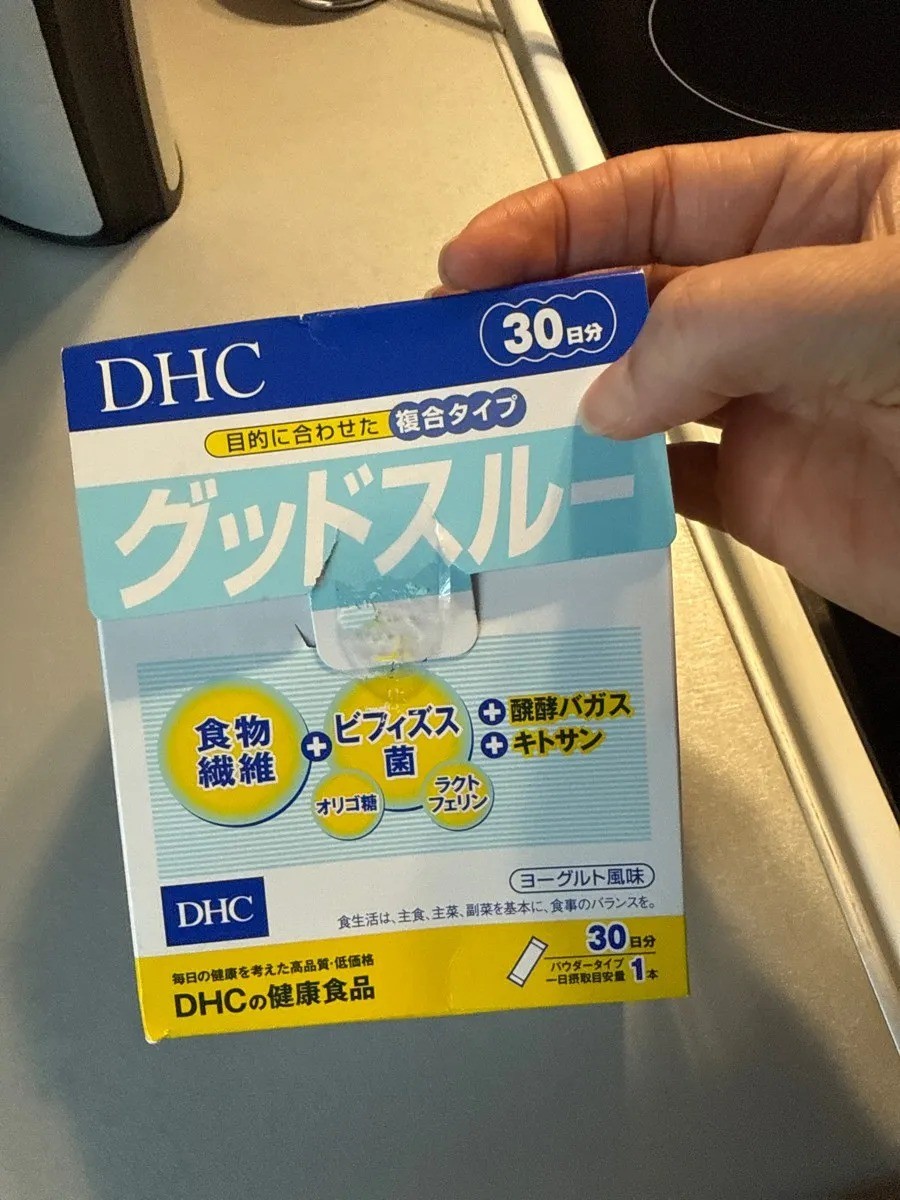 DHC
30日分
目的に合わせた 複合タイプ
グッドスルー
食物
繊維
+
ビフィズス
菌
オリゴ糖
ラクト
フェリン
+醗酵バガス
+キトサン
ヨーグルト風味
DHC
食生活は、主食、主菜、副菜を基本に、食事のバランスを。
毎日の健康を考えた高品質・低価格
DHCの健康食品
30日分
パウダータイプ
一日摂取目安量 1本